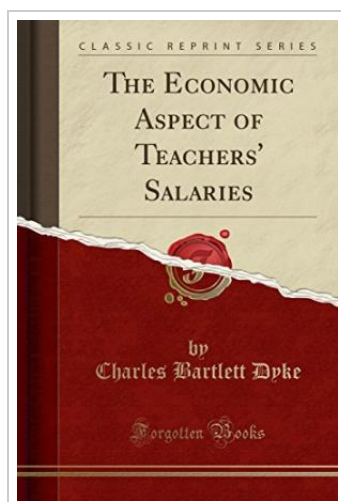 CLASSIC REPRINT SERIES
THE ECONOMIC
ASPECT OF
TEACHERS'
SALARIES
by
Charles Bartlett Dyke
Forgotten Books